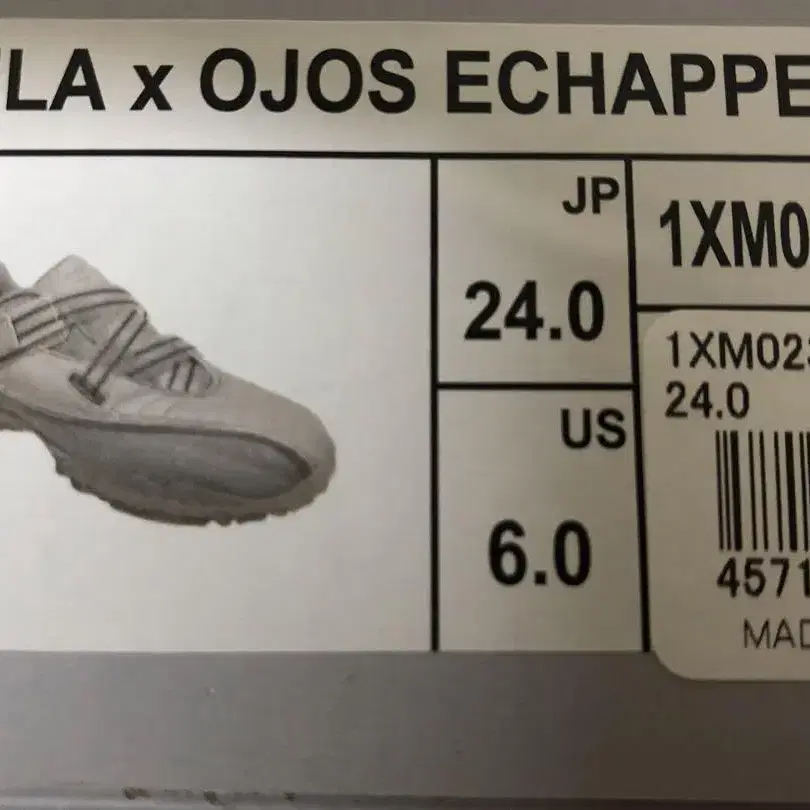 LA x OJOS ECHAPPE
JP
24.0
US
6.0
1XM0
1XM02
24.0
4571
MAD